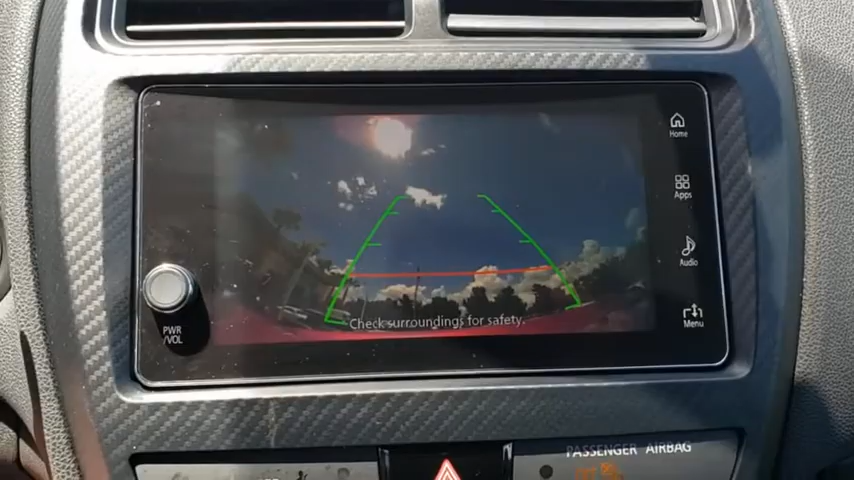 Home
Apps
Audio
Menu
PWR
/VOL
Check surroundings for safety.
PASSENGER AIRBAG